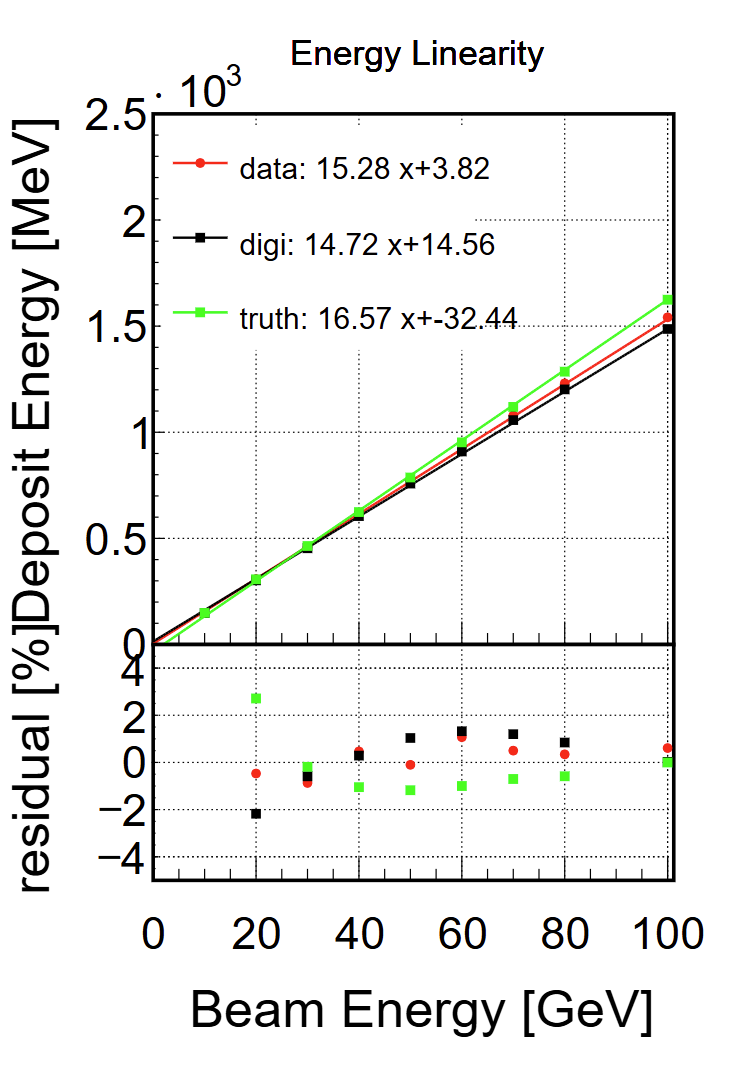 Energy Linearity
2.5 · 10³
data: 15.28 x+3.82
2
digi: 14.72 x+14.56
truth: 16.57 x+-32.44
1.5
1
0.5
0
Deposit Energy [MeV]
4
2
0
−2
−4
residual [%]
0 20 40 60 80 100
Beam Energy [GeV]